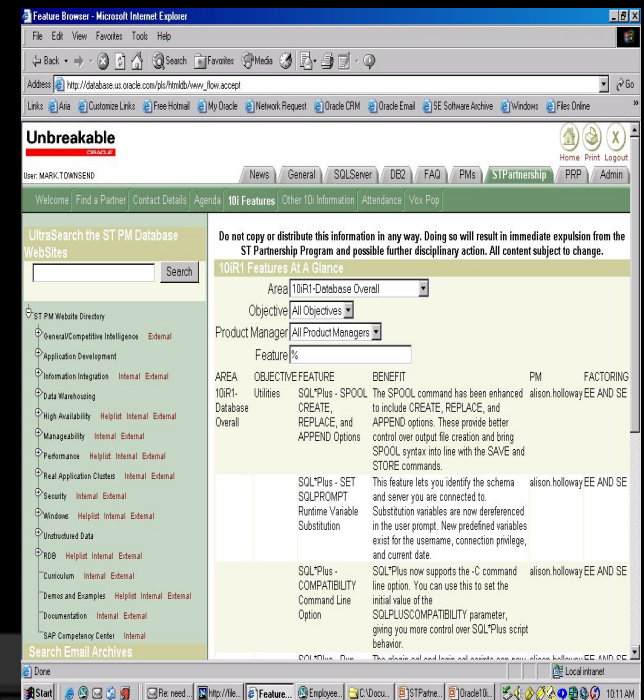 Feature Browser - Microsoft Internet Explorer
File Edit View Favorites Tools Help
Back Search Favorites Media
Address http://database.us.oracle.com/pls/htmldb/wwv_flow.accept Go
Links Aria Customize Links Free Hotmail My Oracle Network Request Oracle CRM Oracle Email SE Software Archive Windows Files Online
Unbreakable
ORACLE
Home Print Logout
User: MARK.TOWNSEND
News General SQLServer DB2 FAQ PMs STPartnership PRP Admin
Welcome Find a Partner Contact Details Agenda 10i Features Other 10i Information Attendance Vox Pop
UltraSearch the ST PM Database
WebSites
Search
ST PM Website Directory
General/Competitive Intelligence External
Application Development
Information Integration Internal External
Data Warehousing
High Availability Helplist Internal External
Manageability Internal External
Performance Helplist Internal External
Real Application Clusters Internal External
Security Internal External
Windows Helplist Internal External
Unstructured Data
RDB Helplist Internal External
Curriculum Internal External
Demos and Examples Helplist Internal External
Documentation Internal External
SAP Competency Center Internal
Search Email Archives
Do not copy or distribute this information in any way. Doing so will result in immediate expulsion from the
ST Partnership Program and possible further disciplinary action. All content subject to change.
10iR1 Features At A Glance
Area 10iR1-Database Overall
Objective All Objectives
Product Manager All Product Managers
Feature %
AREA OBJECTIVE FEATURE BENEFIT PM FACTORING
10iR1- Utilities SQL*Plus - SPOOL The SPOOL command has been enhanced alison.holloway EE AND SE
Database CREATE, to include CREATE, REPLACE, and
Overall REPLACE, and APPEND options. These provide better
APPEND Options control over output file creation and bring
SPOOL syntax into line with the SAVE and
STORE commands.
SQL*Plus - SET This feature lets you identify the schema alison.holloway EE AND SE
SQLPROMPT and server you are connected to.
Runtime Variable Substitution variables are now dereferenced
Substitution in the user prompt. New predefined variables
exist for the username, connection privilege,
and current date.
SQL*Plus - SQL*Plus now supports the -C command alison.holloway EE AND SE
COMPATIBILITY line option. You can use this to set the
Command Line initial value of the
Option SQLPLUSCOMPATIBILITY parameter,
giving you more control over SQL*Plus script
behavior.
Done Local intranet
Start Re: need... http://file... Feature... Employee... C:\Docu... STPartne... Oracle10i... 10:11 AM